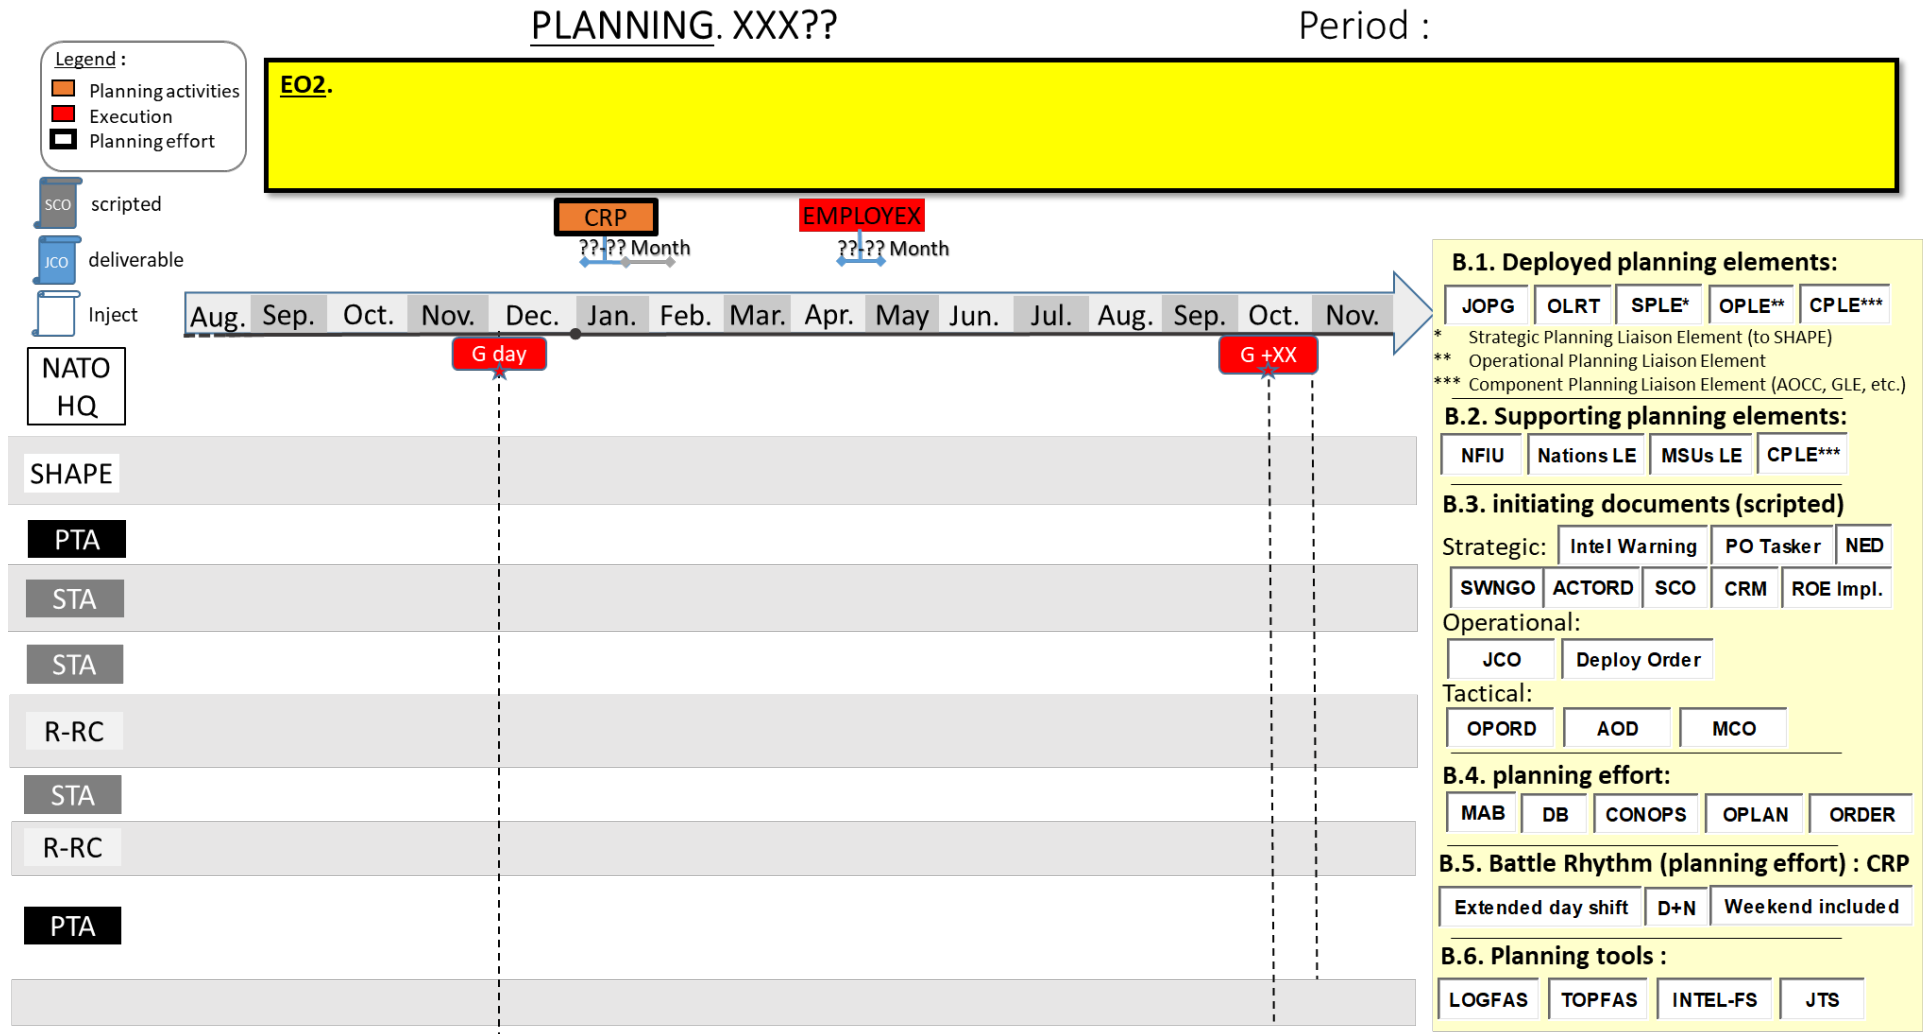 PLANNING. XXX??
Period :
Legend :
Planning activities
Execution
Planning effort
SCO
scripted
JCO
deliverable
Inject
EO2.
CRP
??-?? Month
EMPLOYEX
??-?? Month
Aug. Sep. Oct. Nov. Dec. Jan. Feb. Mar. Apr. May Jun. Jul. Aug. Sep. Oct. Nov.
G day
G +XX
NATO
HQ
SHAPE
PTA
STA
STA
R-RC
STA
R-RC
PTA
B.1. Deployed planning elements:
JOPG OLRT SPLE* OPLE** CPLE***
* Strategic Planning Liaison Element (to SHAPE)
** Operational Planning Liaison Element
*** Component Planning Liaison Element (AOCC, GLE, etc.)
B.2. Supporting planning elements:
NFIU Nations LE MSUs LE CPLE***
B.3. initiating documents (scripted)
Strategic: Intel Warning PO Tasker NED
SWNGO ACTORD SCO CRM ROE Impl.
Operational:
JCO Deploy Order
Tactical:
OPORD AOD MCO
B.4. planning effort:
MAB DB CONOPS OPLAN ORDER
B.5. Battle Rhythm (planning effort) : CRP
Extended day shift D+N Weekend included
B.6. Planning tools :
LOGFAS TOPFAS INTEL-FS JTS